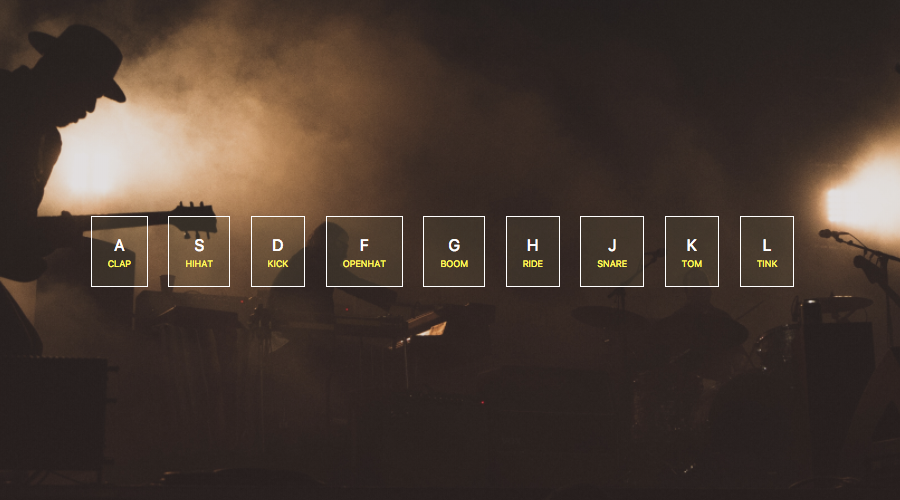 A S D F G H J K L
CLAP HIHAT KICK OPENHAT BOOM RIDE SNARE TOM TINK